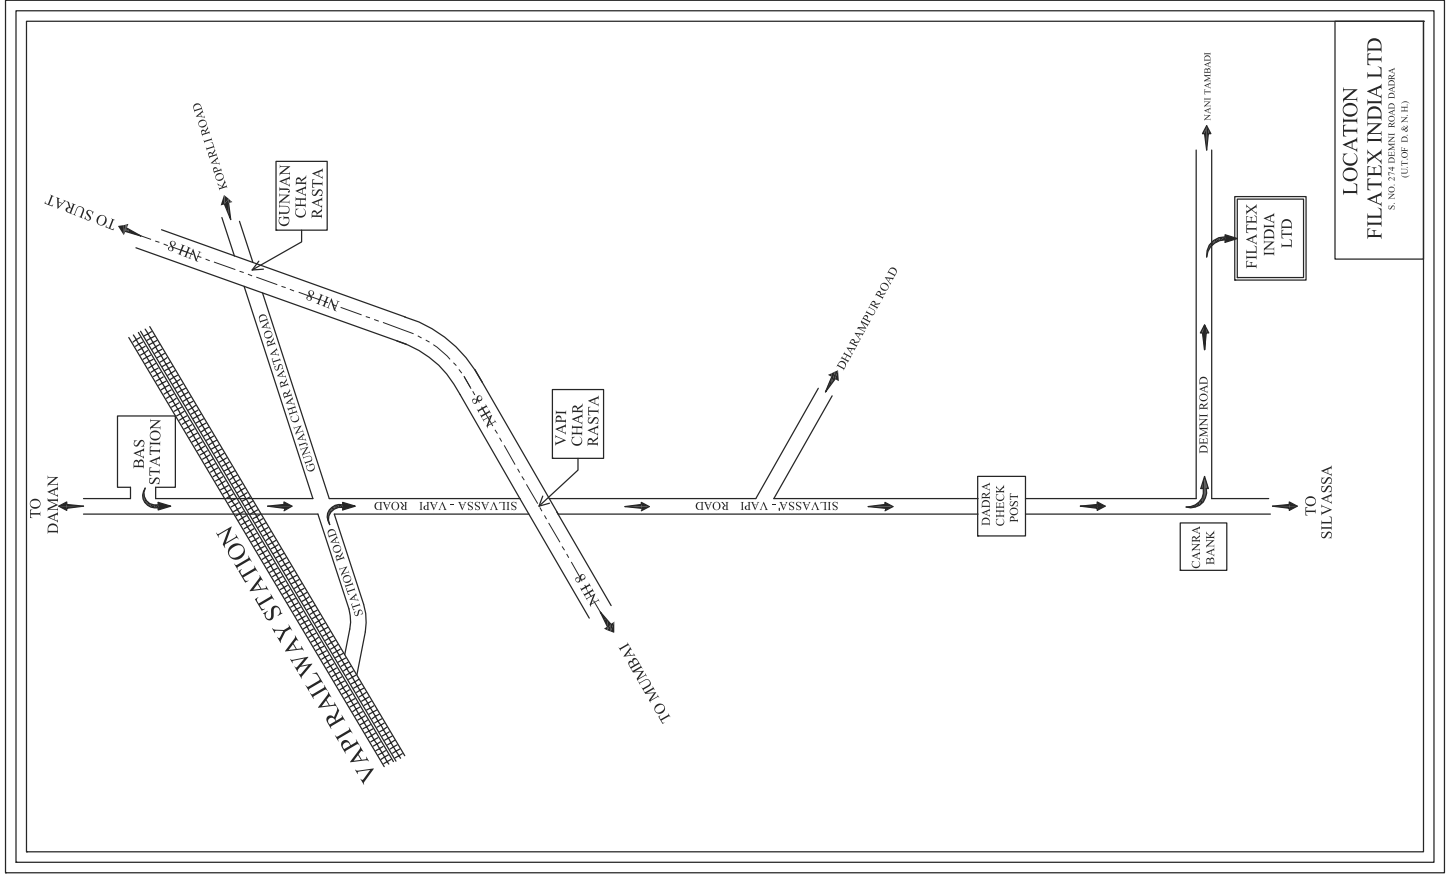 LOCATION
FILATEX INDIA LTD
S. NO. 274 DEMNI ROAD DADRA
(U.T.OF D. & N. H.)
TO SURAT
KOPARLI ROAD
GUNJAN
CHAR
RASTA
NH 8
NH 8
GUNJAN CHAR RASTA ROAD
BAS
STATION
TO
DAMAN
VAPI RAILWAY STATION
STATION ROAD
SILVASSA - VAPI ROAD
NH 8
VAPI
CHAR
RASTA
NH 8
TO MUMBAI
DHARAMPUR ROAD
SILVASSA' - VAPI ROAD
DADRA
CHECK
POST
CANRA
BANK
DEMNI ROAD
NANI TAMBADI
FILATEX
INDIA
LTD
TO
SILVASSA